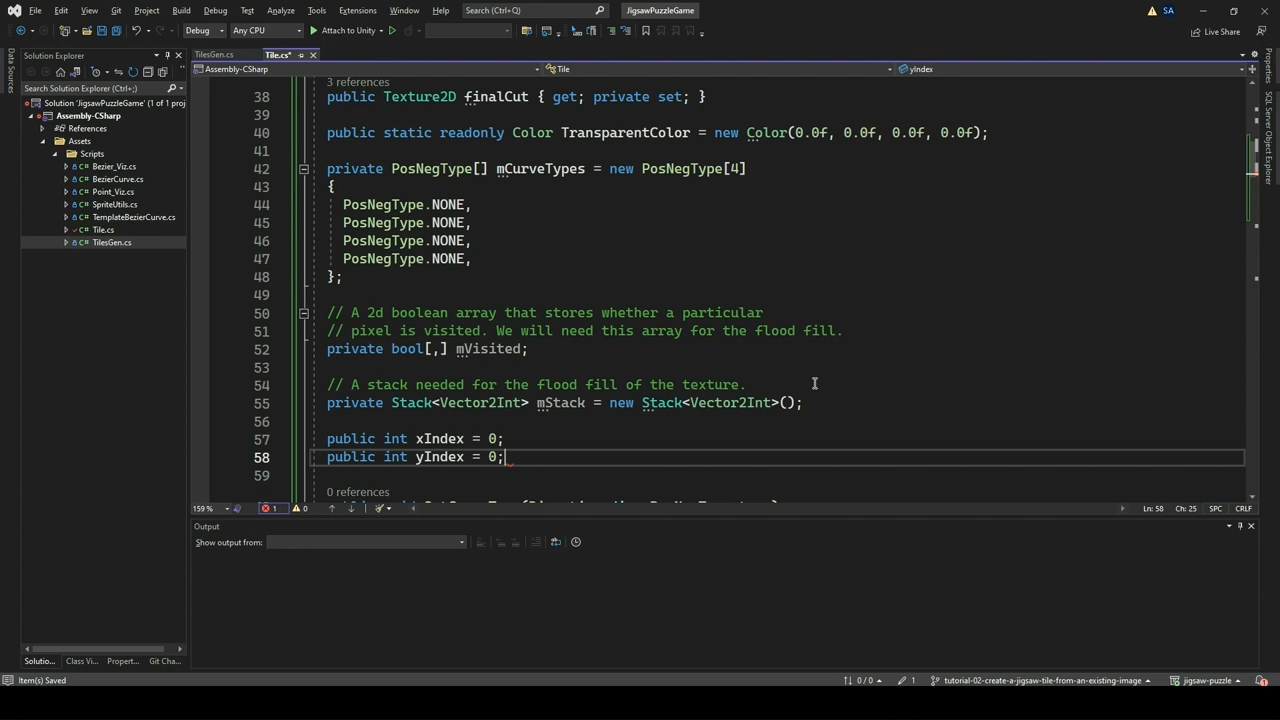 File Edit View Git Project Build Debug Test Analyze Tools Extensions Window Help Search (Ctrl+Q) JigsawPuzzleGame SA
Debug Any CPU Attach to Unity Live Share
Data Sources
Solution Explorer
Search Solution Explorer (Ctrl+;)
Solution 'JigsawPuzzleGame' (1 of 1 proj
Assembly-CSharp
References
Assets
Scripts
Bezier_Viz.cs
BezierCurve.cs
Point_Viz.cs
SpriteUtils.cs
TemplateBezierCurve.cs
Tile.cs
TilesGen.cs
Soluti o... Class Vi... Propert... Git Cha...
TilesGen.cs Tile.cs*
Assembly-CSharp Tile yIndex
3 references
38 public Texture2D finalCut { get; private set; }
39
40 public static readonly Color TransparentColor = new Color(0.0f, 0.0f, 0.0f, 0.0f);
41
42 private PosNegType[] mCurveTypes = new PosNegType[4]
43 {
44 PosNegType.NONE,
45 PosNegType.NONE,
46 PosNegType.NONE,
47 PosNegType.NONE,
48 };
49
50 // A 2d boolean array that stores whether a particular
51 // pixel is visited. We will need this array for the flood fill.
52 private bool[,] mVisited;
53
54 // A stack needed for the flood fill of the texture.
55 private Stack<Vector2Int> mStack = new Stack<Vector2Int>();
56
57 public int xIndex = 0;
58 public int yIndex = 0;
59
0 references
159 % 1 0 Ln: 58 Ch: 25 SPC CRLF
Output
Show output from:
Properties
SQL Server Object Explorer
Item(s) Saved 0 / 0 1 tutorial-02-create-a-jigsaw-tile-from-an-existing-image jigsaw-puzzle 1